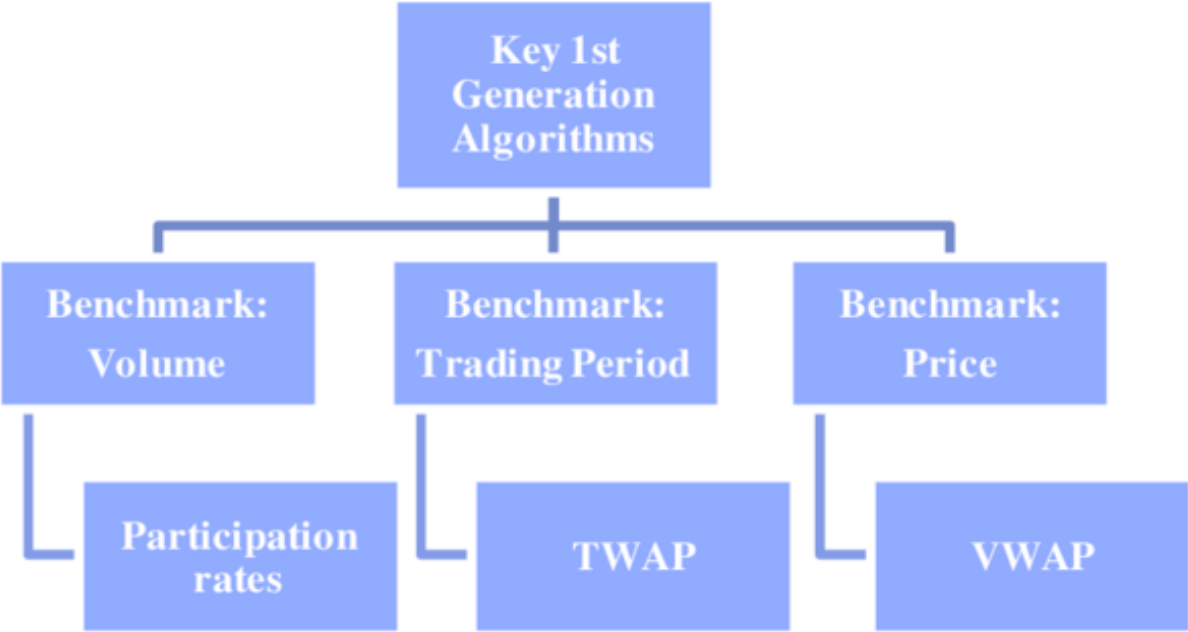 Key 1st
Generation
Algorithms
Benchmark:
Volume
Benchmark:
Trading Period
Benchmark:
Price
Participation
rates
TWAP
VWAP